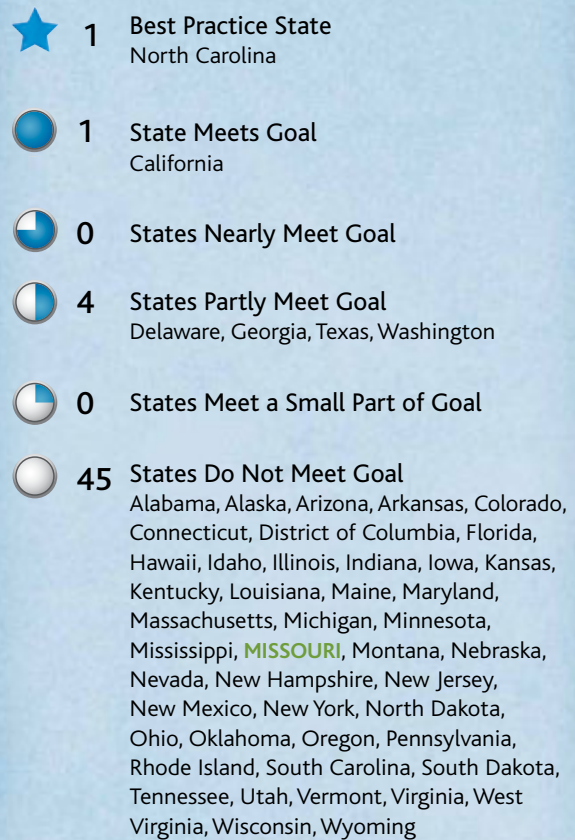 1 Best Practice State
North Carolina
1 State Meets Goal
California
0 States Nearly Meet Goal
4 States Partly Meet Goal
Delaware, Georgia, Texas, Washington
0 States Meet a Small Part of Goal
45 States Do Not Meet Goal
Alabama, Alaska, Arizona, Arkansas, Colorado,
Connecticut, District of Columbia, Florida,
Hawaii, Idaho, Illinois, Indiana, Iowa, Kansas,
Kentucky, Louisiana, Maine, Maryland,
Massachusetts, Michigan, Minnesota,
Mississippi, MISSOURI, Montana, Nebraska,
Nevada, New Hampshire, New Jersey,
New Mexico, New York, North Dakota,
Ohio, Oklahoma, Oregon, Pennsylvania,
Rhode Island, South Carolina, South Dakota,
Tennessee, Utah, Vermont, Virginia, West
Virginia, Wisconsin, Wyoming